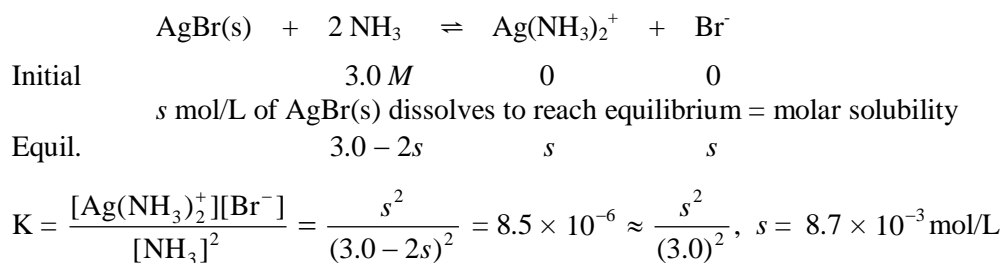 AgBr(s) + 2 NH₃ ⇌ Ag(NH₃)₂⁺ + Br⁻
Initial 3.0 M 0 0
s mol/L of AgBr(s) dissolves to reach equilibrium = molar solubility
Equil. 3.0 – 2s s s
K = [Ag(NH₃)₂⁺][Br⁻] / [NH₃]² = s² / (3.0 – 2s)² = 8.5 × 10⁻⁶ ≈ s² / (3.0)², s = 8.7 × 10⁻³ mol/L